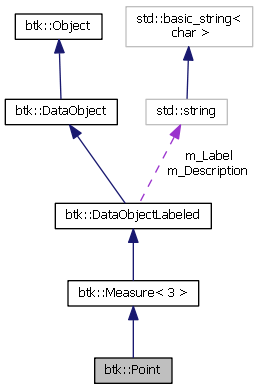 btk::Object
std::basic_string<
char >
btk::DataObject
std::string
m_Label
m_Description
btk::DataObjectLabeled
btk::Measure< 3 >
btk::Point